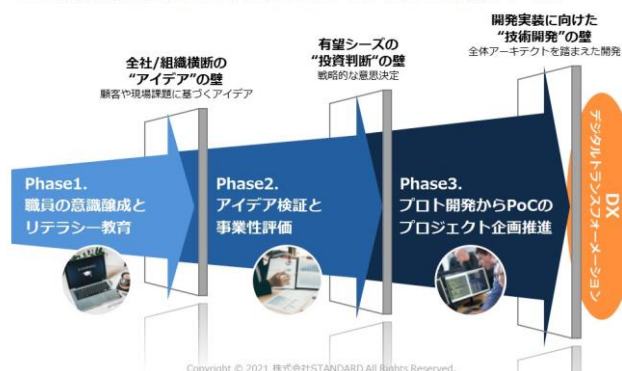 全社/組織横断の
“アイデア”の壁
顧客や現場課題に基づくアイデア
有望シーズの
“投資判断”の壁
戦略的な意思決定
開発実装に向けた
“技術開発”の壁
全体アーキテクトを踏まえた開発
Phase1.
職員の意識醸成と
リテラシー教育
Phase2.
アイデア検証と
事業性評価
Phase3.
プロト開発からPoCの
プロジェクト企画推進
DX
デジタルトランスフォーメーション
Copyright © 2021 株式会社STANDARD All Rights Reserved.